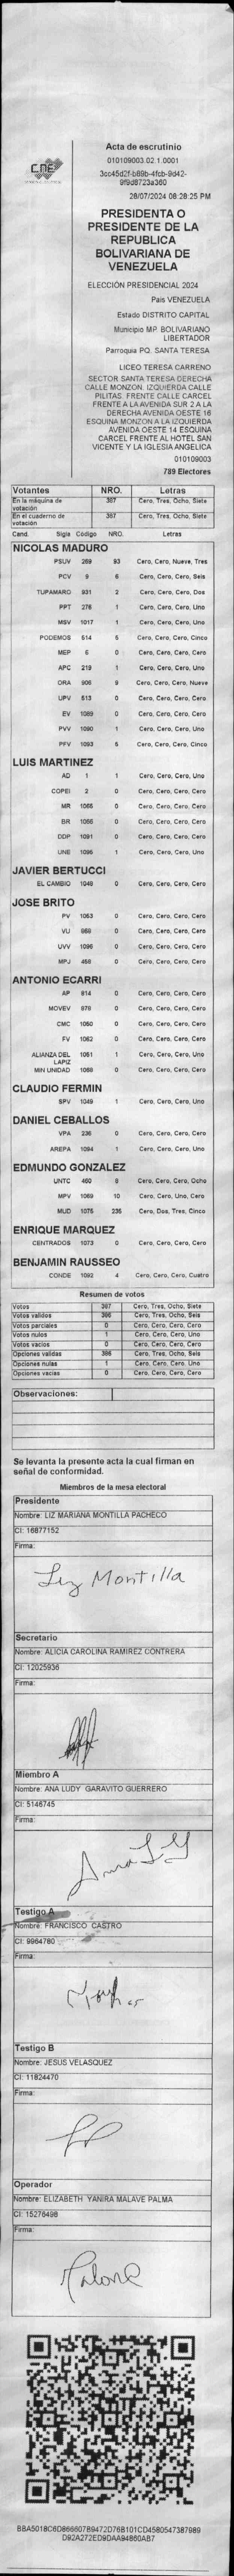 CNE
Acta de escrutinio
010109003.02.1.0001
3cc45d2f-b89b-4fcb-9d42-
9f9d8723a360
28/07/2024 08:28:25 PM
PRESIDENTA O
PRESIDENTE DE LA
REPUBLICA
BOLIVARIANA DE
VENEZUELA
ELECCIÓN PRESIDENCIAL 2024
País VENEZUELA
Estado DISTRITO CAPITAL
Municipio MP. BOLIVARIANO
LIBERTADOR
Parroquia PQ. SANTA TERESA
LICEO TERESA CARRENO
SECTOR SANTA TERESA DERECHA
CALLE MONZON. IZQUIERDA CALLE
PILITAS. FRENTE CALLE CARCEL
FRENTE A LA AVENIDA SUR 2 A LA
DERECHA AVENIDA OESTE 16
ESQUINA MONZON A LA IZQUIERDA
AVENIDA OESTE 14 ESQUINA
CARCEL FRENTE AL HOTEL SAN
VICENTE Y LA IGLESIA ANGELICA
010109003
789 Electores
Votantes NRO. Letras
En la máquina de votación 387 Cero, Tres, Ocho, Siete
En el cuaderno de votación 387 Cero, Tres, Ocho, Siete
Cand. Sigla Código NRO. Letras
NICOLAS MADURO
PSUV 269 93 Cero, Cero, Nueve, Tres
PCV 9 6 Cero, Cero, Cero, Seis
TUPAMARO 931 2 Cero, Cero, Cero, Dos
PPT 276 1 Cero, Cero, Cero, Uno
MSV 1017 1 Cero, Cero, Cero, Uno
PODEMOS 514 5 Cero, Cero, Cero, Cinco
MEP 6 0 Cero, Cero, Cero, Cero
APC 219 1 Cero, Cero, Cero, Uno
ORA 906 9 Cero, Cero, Cero, Nueve
UPV 513 0 Cero, Cero, Cero, Cero
EV 1089 0 Cero, Cero, Cero, Cero
PVV 1090 1 Cero, Cero, Cero, Uno
PFV 1093 5 Cero, Cero, Cero, Cinco
LUIS MARTINEZ
AD 1 1 Cero, Cero, Cero, Uno
COPEI 2 0 Cero, Cero, Cero, Cero
MR 1066 0 Cero, Cero, Cero, Cero
BR 0 Cero, Cero, Cero, Cero
DDP 1091 0 Cero, Cero, Cero, Cero
UNE 1095 1 Cero, Cero, Cero, Uno
JAVIER BERTUCCI
EL CAMBIO 1048 0 Cero, Cero, Cero, Cero
JOSE BRITO
PV 1053 0 Cero, Cero, Cero, Cero
VU 0 Cero, Cero, Cero, Cero
UVV 0 Cero, Cero, Cero, Cero
MPJ 458 0 Cero, Cero, Cero, Cero
ANTONIO ECARRI
AP 814 0 Cero, Cero, Cero, Cero
MOVEV 978 0 Cero, Cero, Cero, Cero
CMC 1050 0 Cero, Cero, Cero, Cero
FV 1062 0 Cero, Cero, Cero, Cero
ALIANZA DEL LAPIZ 1051 1 Cero, Cero, Cero, Uno
MIN UNIDAD 1068 0 Cero, Cero, Cero, Cero
CLAUDIO FERMIN
SPV 1049 1 Cero, Cero, Cero, Uno
DANIEL CEBALLOS
VPA 236 0 Cero, Cero, Cero, Cero
AREPA 1094 1 Cero, Cero, Cero, Uno
EDMUNDO GONZALEZ
UNTC 460 8 Cero, Cero, Cero, Ocho
MPV 1069 10 Cero, Cero, Uno, Cero
MUD 1075 235 Cero, Dos, Tres, Cinco
ENRIQUE MARQUEZ
CENTRADOS 1073 0 Cero, Cero, Cero, Cero
BENJAMIN RAUSSEO
CONDE 1092 4 Cero, Cero, Cero, Cuatro
Resumen de votos
Votos 387 Cero, Tres, Ocho, Siete
Votos validos 386 Cero, Tres, Ocho, Seis
Votos parciales 0 Cero, Cero, Cero, Cero
Votos nulos 1 Cero, Cero, Cero, Uno
Votos vacios 0 Cero, Cero, Cero, Cero
Opciones validas 386 Cero, Tres, Ocho, Seis
Opciones nulas 1 Cero, Cero, Cero, Uno
Opciones vacias 0 Cero, Cero, Cero, Cero
Observaciones:
Se levanta la presente acta la cual firman en
señal de conformidad.
Miembros de la mesa electoral
Presidente
Nombre: LIZ MARIANA MONTILLA PACHECO
CI: 16877152
Firma:
Liz Montilla
Secretario
Nombre: ALICIA CAROLINA RAMIREZ CONTRERA
CI: 12025936
Firma:
Miembro A
Nombre: ANA LUDY GARAVITO GUERRERO
CI: 5146745
Firma:
Testigo A
Nombre: FRANCISCO CASTRO
CI: 9964780
Firma:
Testigo B
Nombre: JESUS VELASQUEZ
CI: 11824470
Firma:
Operador
Nombre: ELIZABETH YANIRA MALAVE PALMA
CI: 15276498
Firma:
BBA5018C6D866607B9472D76B101CD4580547387989
D92A272ED9DAA94860AB7